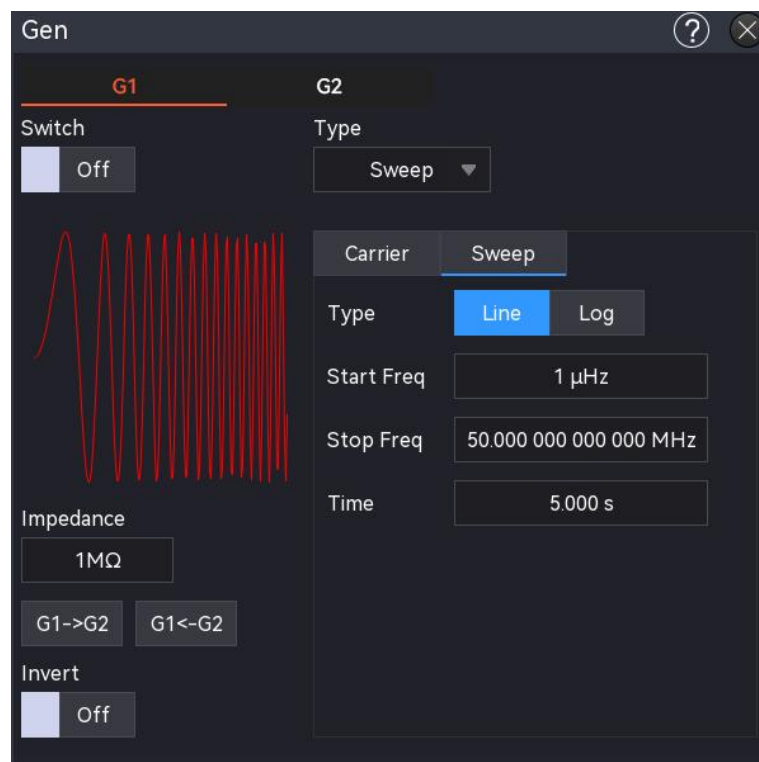 Gen ?
G1 G2
Switch Type
Off Sweep
Carrier Sweep
Type Line Log
Start Freq 1 μHz
Stop Freq 50.000 000 000 000 MHz
Time 5.000 s
Impedance
1MΩ
G1->G2 G1<-G2
Invert
Off